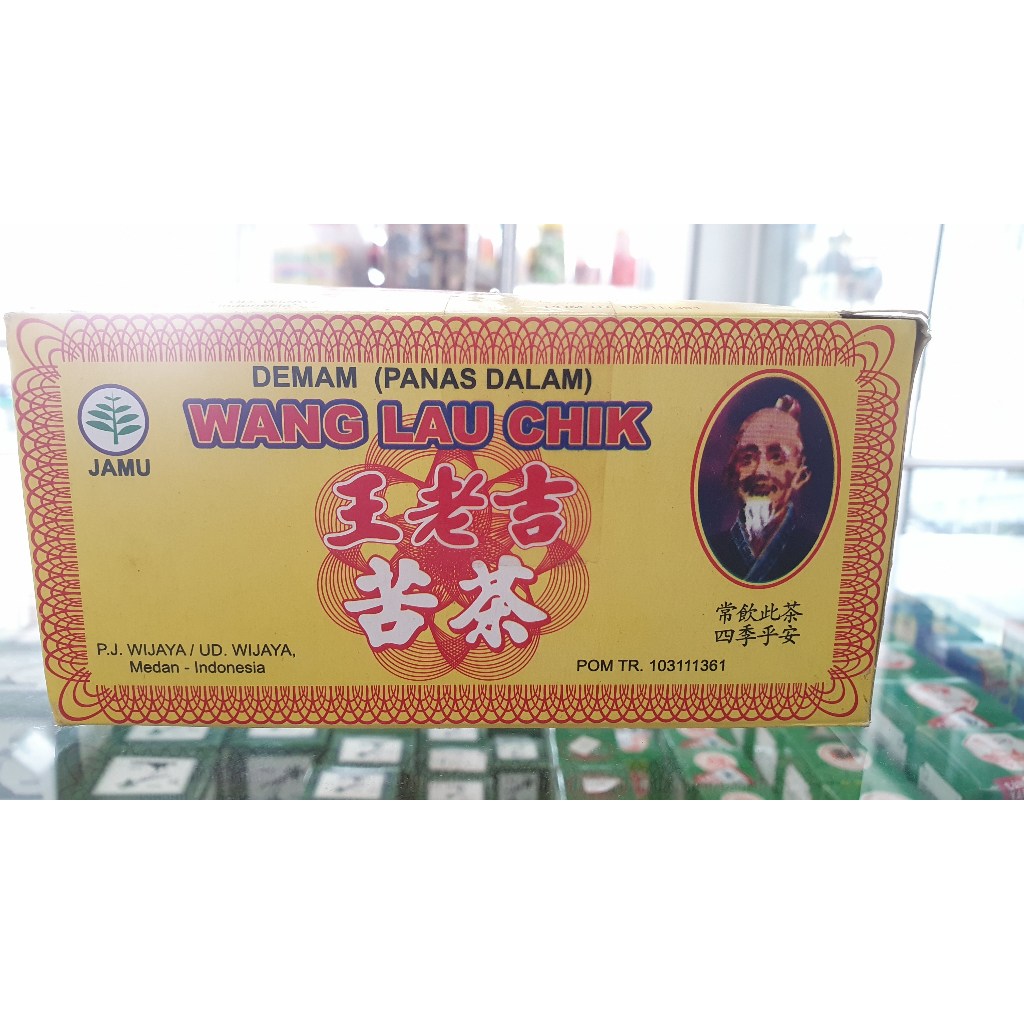 DEMAM (PANAS DALAM)
WANG LAU CHIK
JAMU
王老吉
苦茶
常飲此茶
四季平安
P.J. WIJAYA / UD. WIJAYA,
Medan - Indonesia
POM TR. 103111361